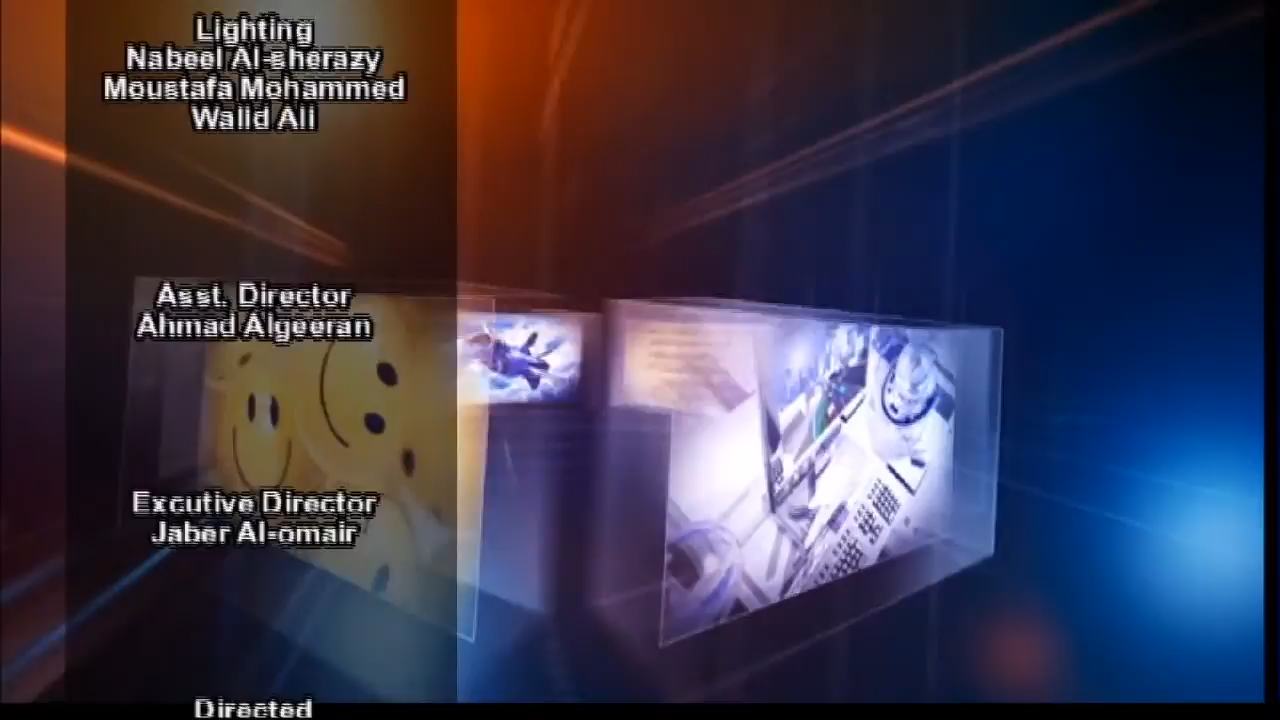 Lighting
Nabeel Al-sherazy
Moustafa Mohammed
Walid Ali
Asst. Director
Ahmad Algeeran
Excutive Director
Jaber Al-omair
Directed